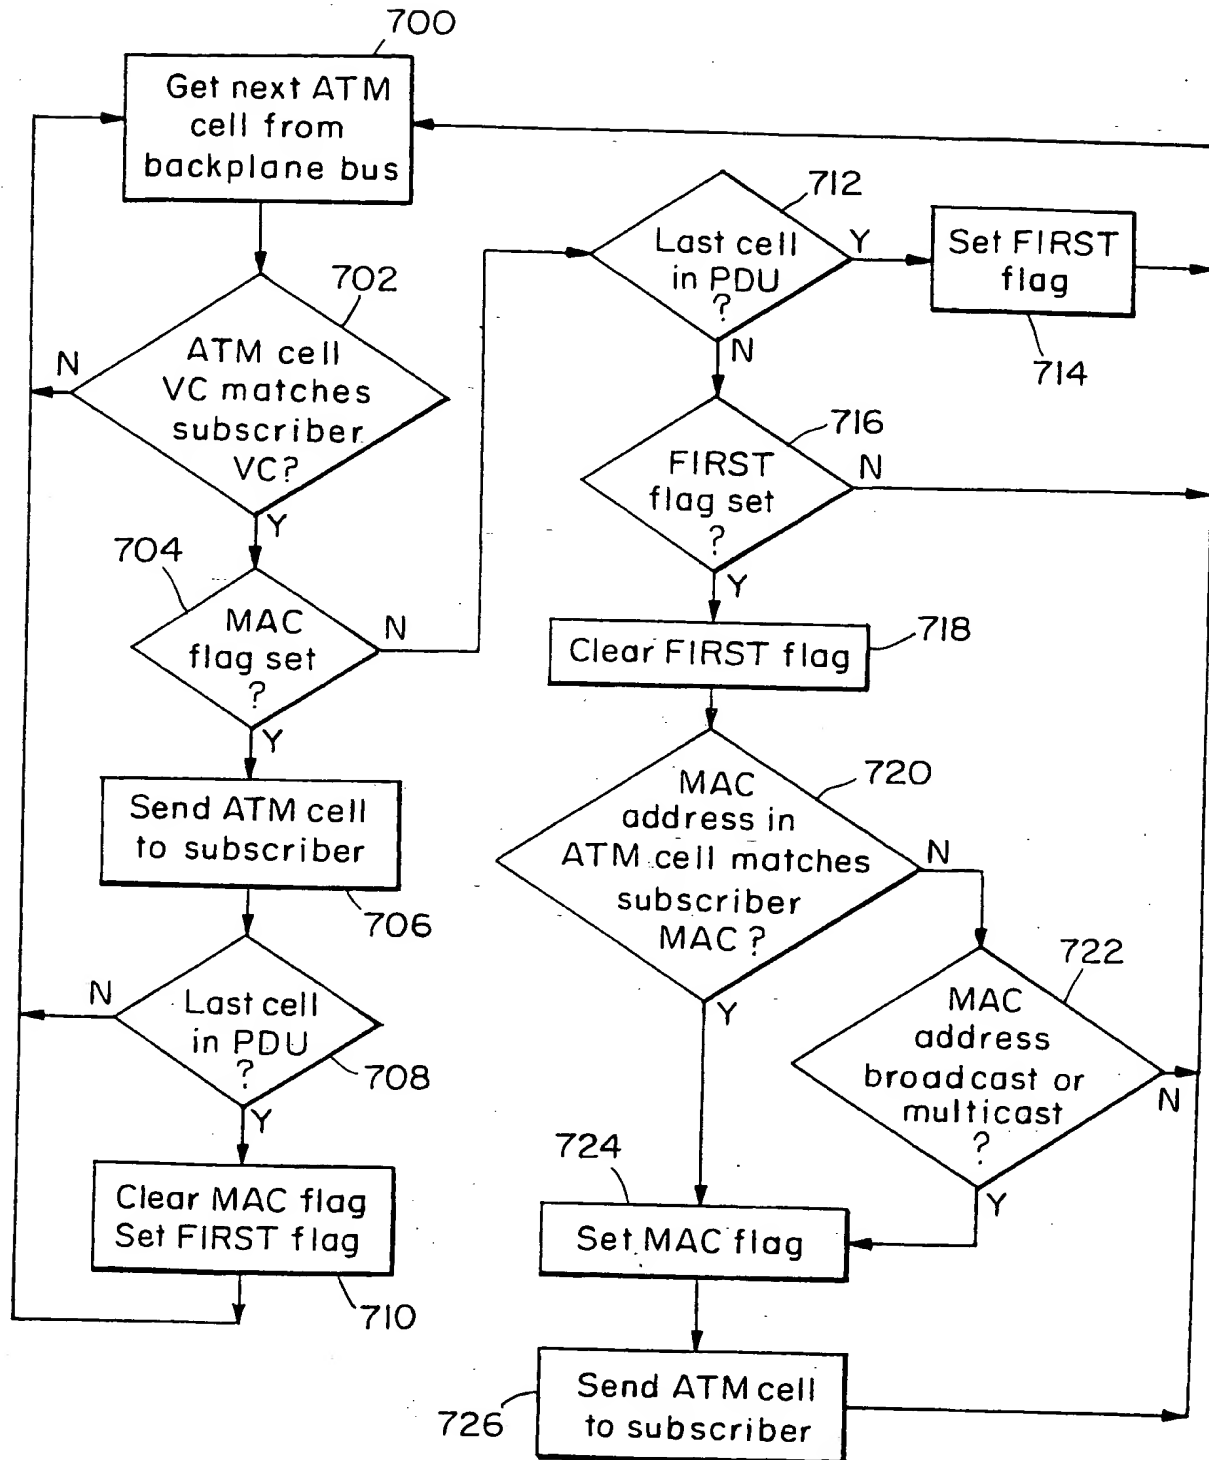 700
Get next ATM
cell from
backplane bus
702
ATM cell
VC matches
subscriber
VC?
N
Y
704
MAC
flag set
?
N
Y
Send ATM cell
to subscriber
706
Last cell
in PDU
?
N
708
Y
Clear MAC flag
Set FIRST flag
710
712
Last cell
in PDU
?
Y
N
Set FIRST
flag
714
716
FIRST
flag set
?
N
Y
718
Clear FIRST flag
720
MAC
address in
ATM cell matches
subscriber
MAC?
N
Y
722
MAC
address
broadcast or
multicast
?
N
Y
724
Set MAC flag
726
Send ATM cell
to subscriber